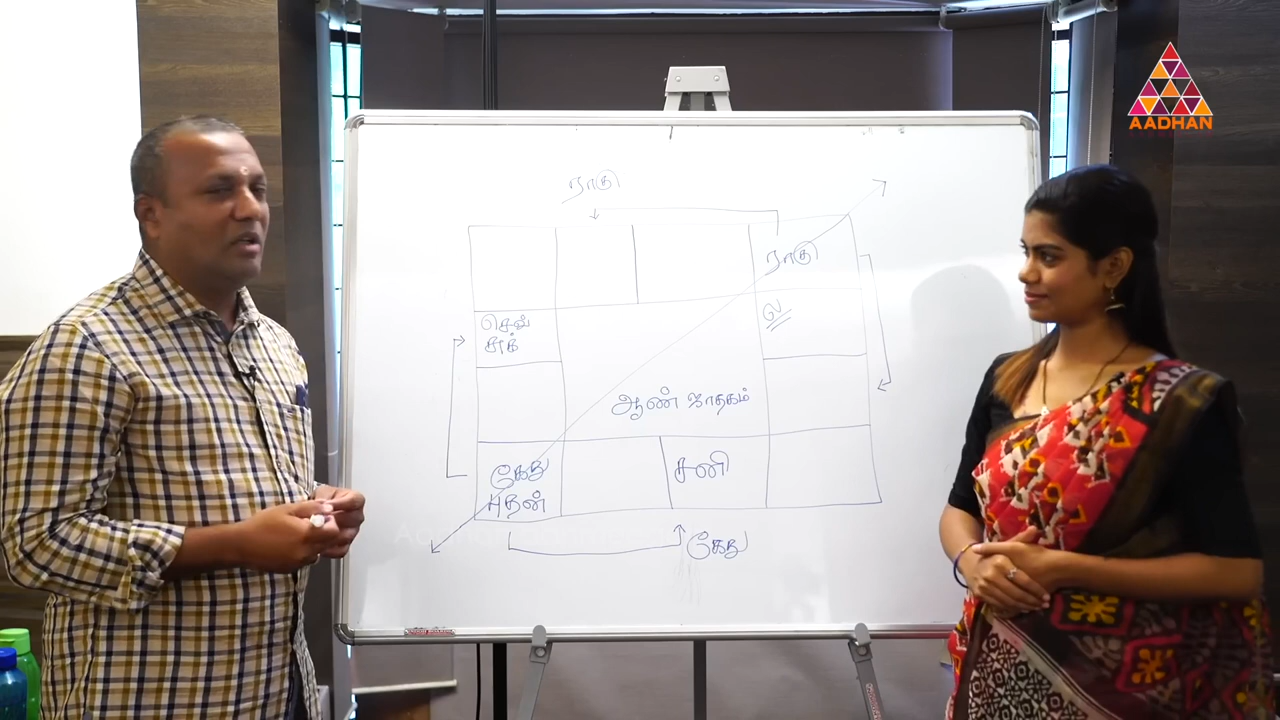 AADHAN
ராகு
ராகு
செவ்
சுக்
ல
ஆண் ஜாதகம்
கேது
புதன்
சனி
கேது